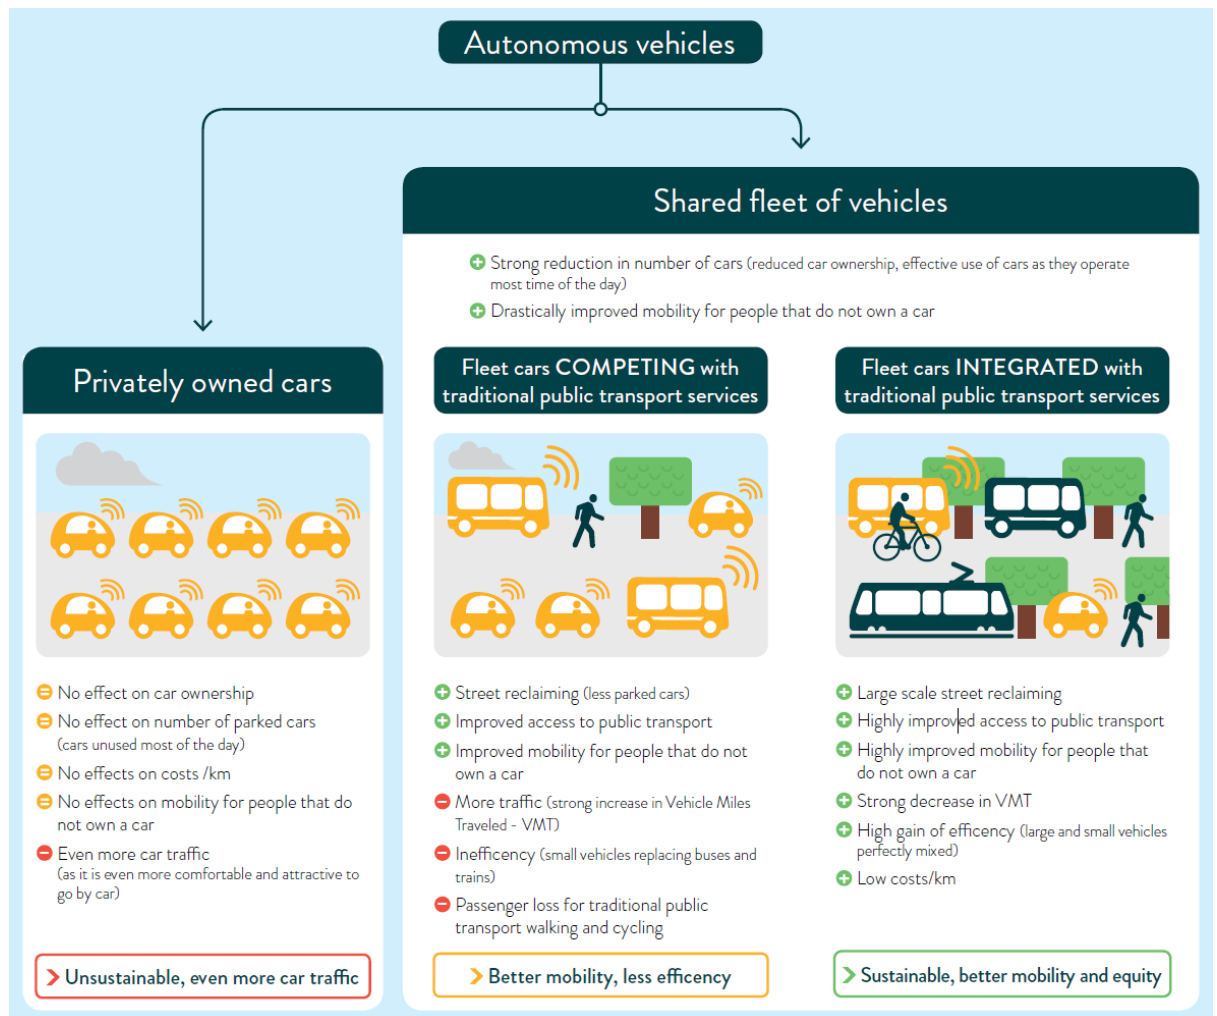 Autonomous vehicles
Shared fleet of vehicles
Strong reduction in number of cars (reduced car ownership, effective use of cars as they operate
most time of the day)
Drastically improved mobility for people that do not own a car
Privately owned cars
No effect on car ownership
No effect on number of parked cars
(cars unused most of the day)
No effects on costs /km
No effects on mobility for people that do
not own a car
Even more car traffic
(as it is even more comfortable and attractive to
go by car)
Unsustainable, even more car traffic
Fleet cars COMPETING with
traditional public transport services
Street reclaiming (less parked cars)
Improved access to public transport
Improved mobility for people that do not
own a car
More traffic (strong increase in Vehicle Miles
Traveled - VMT)
Inefficency (small vehicles replacing buses and
trains)
Passenger loss for traditional public
transport walking and cycling
Better mobility, less efficency
Fleet cars INTEGRATED with
traditional public transport services
Large scale street reclaiming
Highly improved access to public transport
Highly improved mobility for people that
do not own a car
Strong decrease in VMT
High gain of efficency (large and small vehicles
perfectly mixed)
Low costs/km
Sustainable, better mobility and equity